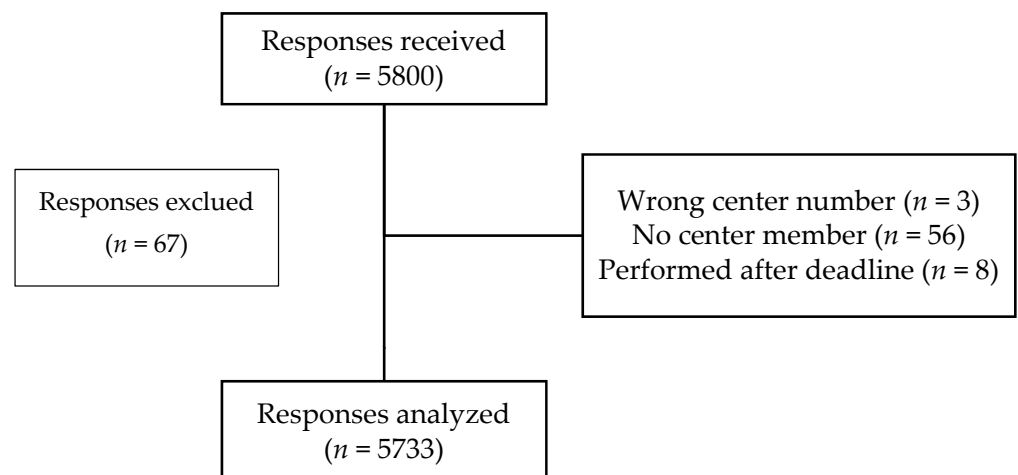 Responses received
(n = 5800)
Responses exclued
(n = 67)
Wrong center number (n = 3)
No center member (n = 56)
Performed after deadline (n = 8)
Responses analyzed
(n = 5733)